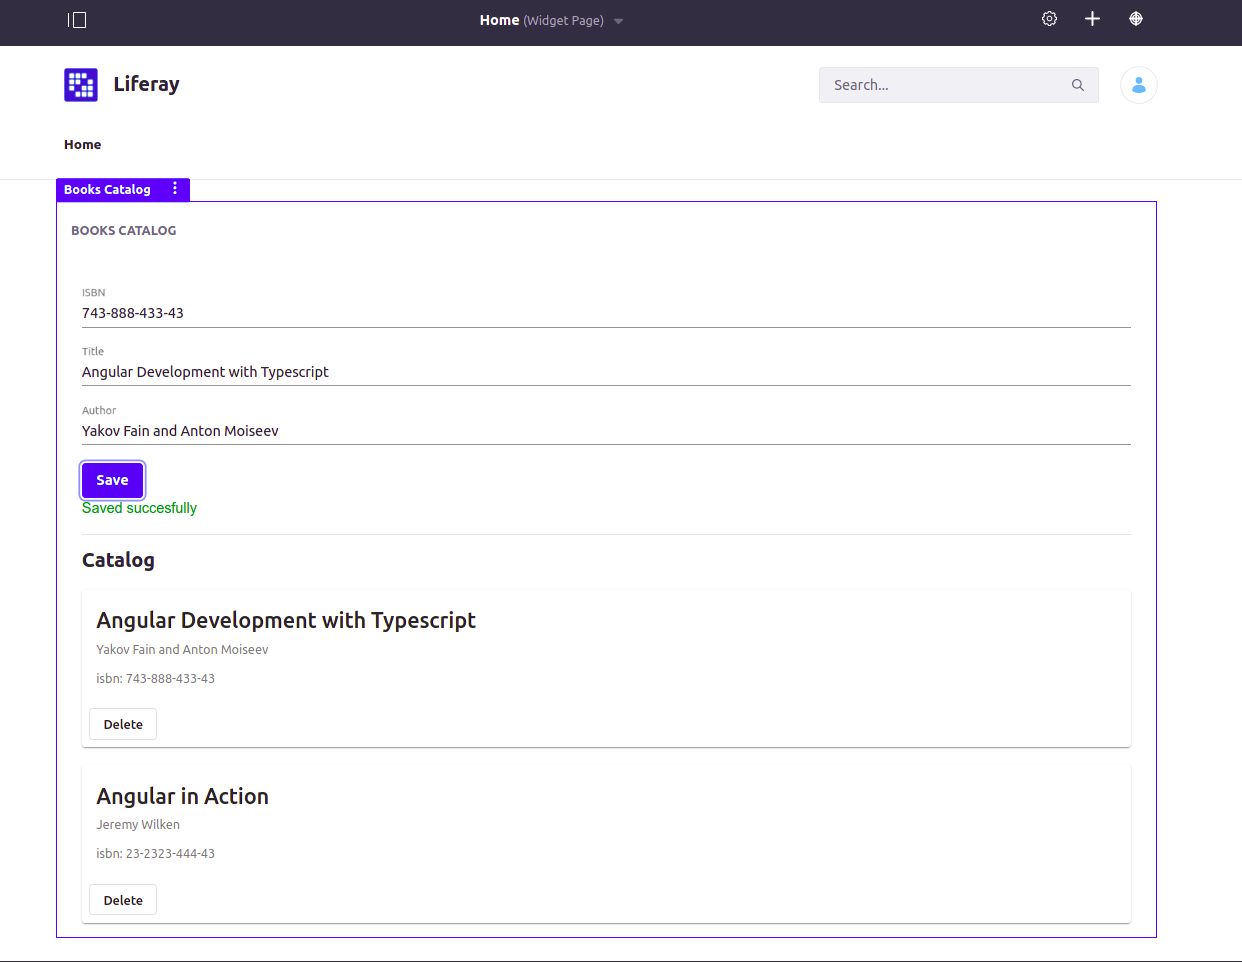 Home (Widget Page)
Liferay
Search...
Home
Books Catalog
BOOKS CATALOG
ISBN
743-888-433-43
Title
Angular Development with Typescript
Author
Yakov Fain and Anton Moiseev
Save
Saved succesfully
Catalog
Angular Development with Typescript
Yakov Fain and Anton Moiseev
isbn: 743-888-433-43
Delete
Angular in Action
Jeremy Wilken
isbn: 23-2323-444-43
Delete